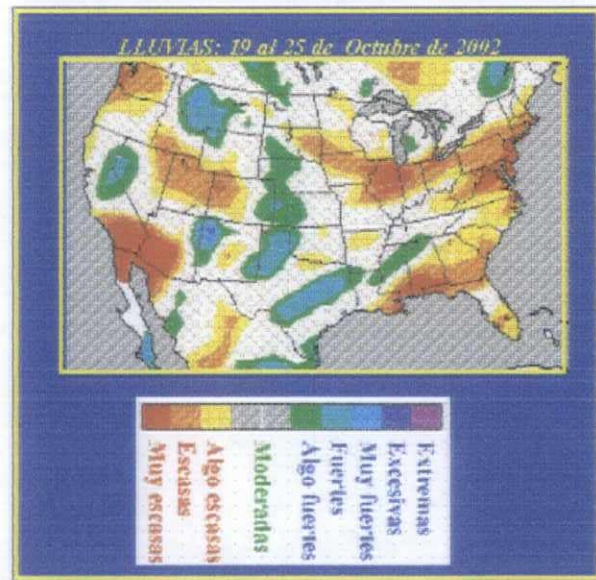 LLUVIAS: 19 al 25 de Octubre de 2002
Muy escasas
Escasas
Algo escasas
Moderadas
Algo fuertes
Fuertes
Muy fuertes
Excesivas
Extremas